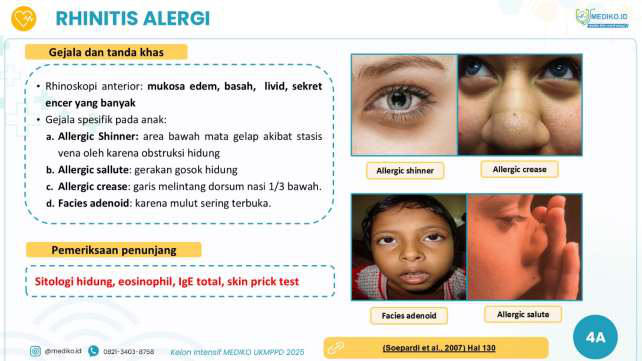 RHINITIS ALERGI
MEDIKO.ID
Gejala dan tanda khas
• Rhinoskopi anterior: mukosa edem, basah, livid, sekret
encer yang banyak
• Gejala spesifik pada anak:
a. Allergic Shinner: area bawah mata gelap akibat stasis
vena oleh karena obstruksi hidung
b. Allergic sallute: gerakan gosok hidung
c. Allergic crease: garis melintang dorsum nasi 1/3 bawah.
d. Facies adenoid: karena mulut sering terbuka.
Pemeriksaan penunjang
Sitologi hidung, eosinophil, IgE total, skin prick test
Allergic shinner
Allergic crease
Facies adenoid
Allergic salute
4A
@mediko.id
0821-3403-8758
Kelon Intensif MEDIKO UKMPPD 2025
(Soepardi et al., 2007) Hal 130